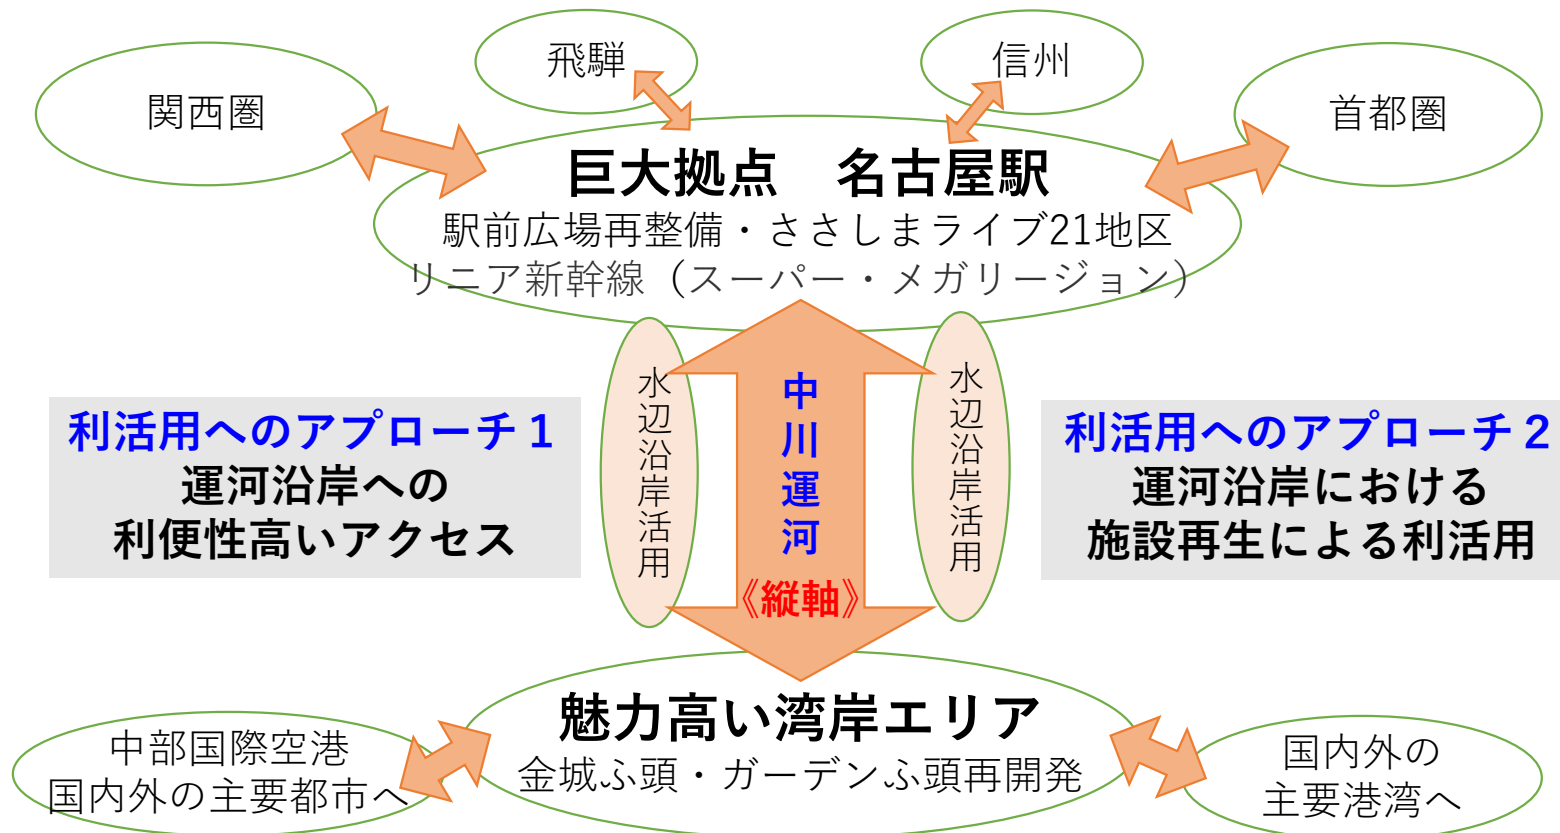 飛騨
信州
関西圏
首都圏
巨大拠点　名古屋駅
駅前広場再整備・ささしまライブ21地区
リニア新幹線（スーパー・メガリージョン）
水辺沿岸活用
中川運河
《縦軸》
水辺沿岸活用
利活用へのアプローチ１
運河沿岸への
利便性高いアクセス
利活用へのアプローチ２
運河沿岸における
施設再生による利活用
魅力高い湾岸エリア
金城ふ頭・ガーデンふ頭再開発
中部国際空港
国内外の主要都市へ
国内外の
主要港湾へ